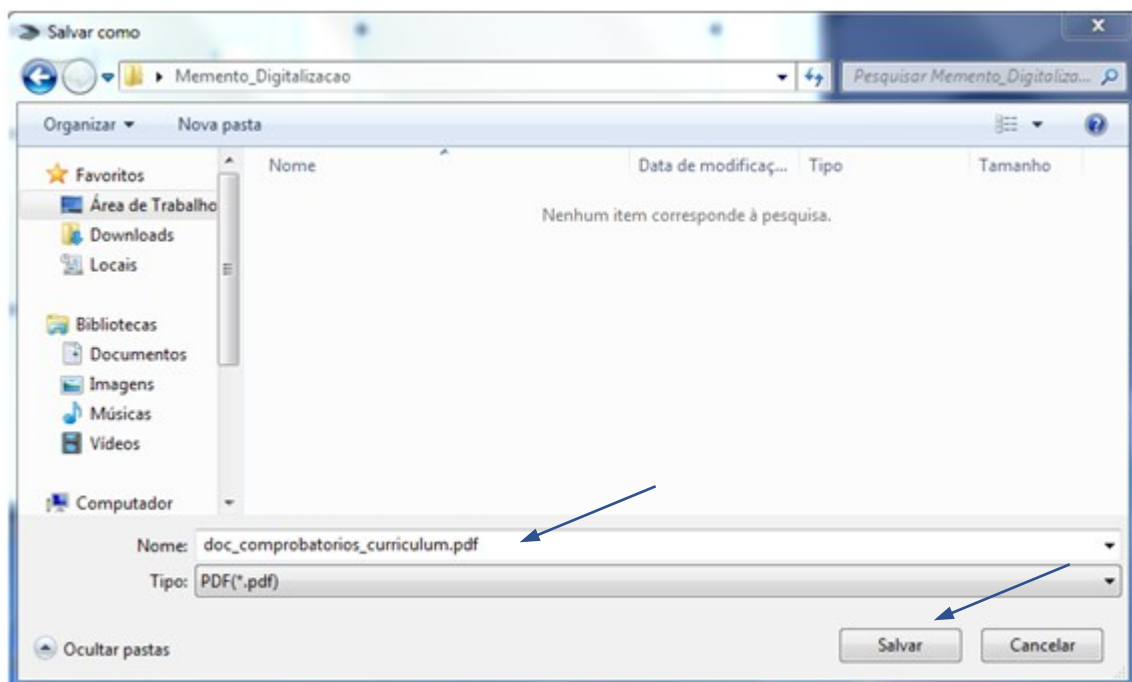 Salvar como
Memento_Digitalizacao
Pesquisar Memento_Digitaliza...
Organizar Nova pasta
Favoritos
Área de Trabalho
Downloads
Locais
Bibliotecas
Documentos
Imagens
Músicas
Vídeos
Computador
Nome Data de modificaç... Tipo Tamanho
Nenhum item corresponde à pesquisa.
Nome: doc_comprobatorios_curriculum.pdf
Tipo: PDF(*.pdf)
Ocultar pastas
Salvar Cancelar